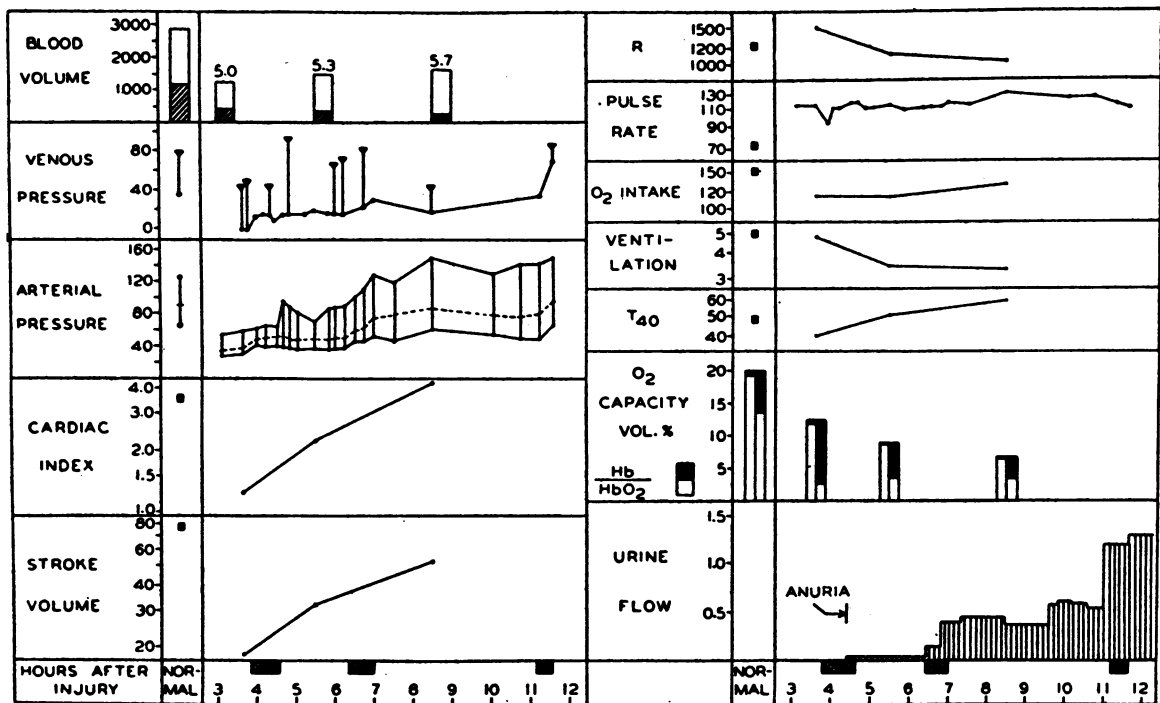 BLOOD
VOLUME
3000
2000
1000
5.0
5.3
5.7
VENOUS
PRESSURE
80
40
0
ARTERIAL
PRESSURE
160
120
80
40
CARDIAC
INDEX
4.0
3.0
2.0
1.5
1.0
STROKE
VOLUME
80
60
40
30
20
HOURS AFTER
INJURY
NOR-
MAL
3 4 5 6 7 8 9 10 11 12
R
1500
1200
1000
PULSE
RATE
130
110
90
70
O2 INTAKE
150
120
100
VENTI-
LATION
5
4
3
T40
60
50
40
O2
CAPACITY
VOL. %
Hb
HbO2
20
15
10
5
URINE
FLOW
1.5
1.0
0.5
ANURIA
NOR-
MAL
3 4 5 6 7 8 9 10 11 12